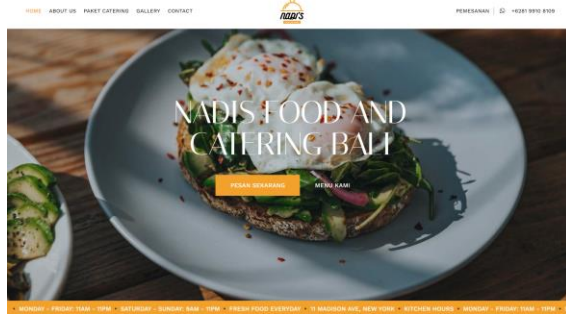 HOME ABOUT US PAKET CATERING GALLERY CONTACT
NADI'S
PEMESANAN | +6281 9910 8109
NADIS FOOD AND
CATERING BALI
PESAN SEKARANG MENU KAMI
• MONDAY - FRIDAY: 11AM - 11PM • SATURDAY - SUNDAY: 9AM - 11PM • FRESH FOOD EVERYDAY • 11 MADISON AVE, NEW YORK • KITCHEN HOURS • MONDAY - FRIDAY: 11AM - 11PM •